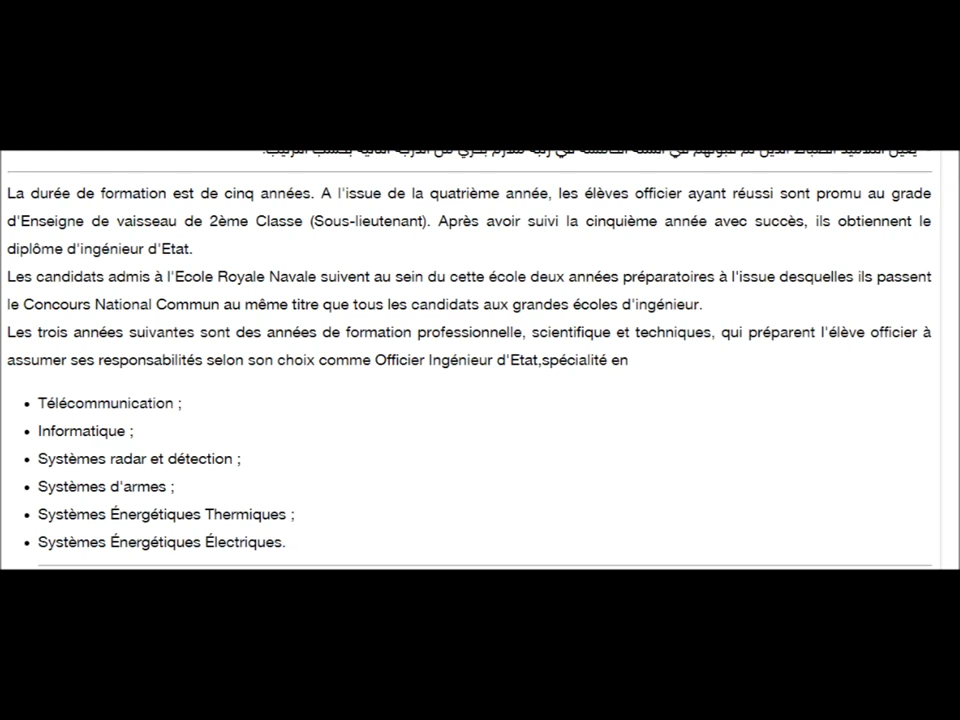 La durée de formation est de cinq années. A l'issue de la quatrième année, les élèves officier ayant réussi sont promu au grade
d'Enseigne de vaisseau de 2ème Classe (Sous-lieutenant). Après avoir suivi la cinquième année avec succès, ils obtiennent le
diplôme d'ingénieur d'Etat.
Les candidats admis à l'Ecole Royale Navale suivent au sein du cette école deux années préparatoires à l'issue desquelles ils passent
le Concours National Commun au même titre que tous les candidats aux grandes écoles d'ingénieur.
Les trois années suivantes sont des années de formation professionnelle, scientifique et techniques, qui préparent l'élève officier à
assumer ses responsabilités selon son choix comme Officier Ingénieur d'Etat,spécialité en
• Télécommunication ;
• Informatique ;
• Systèmes radar et détection ;
• Systèmes d'armes ;
• Systèmes Énergétiques Thermiques ;
• Systèmes Énergétiques Électriques.